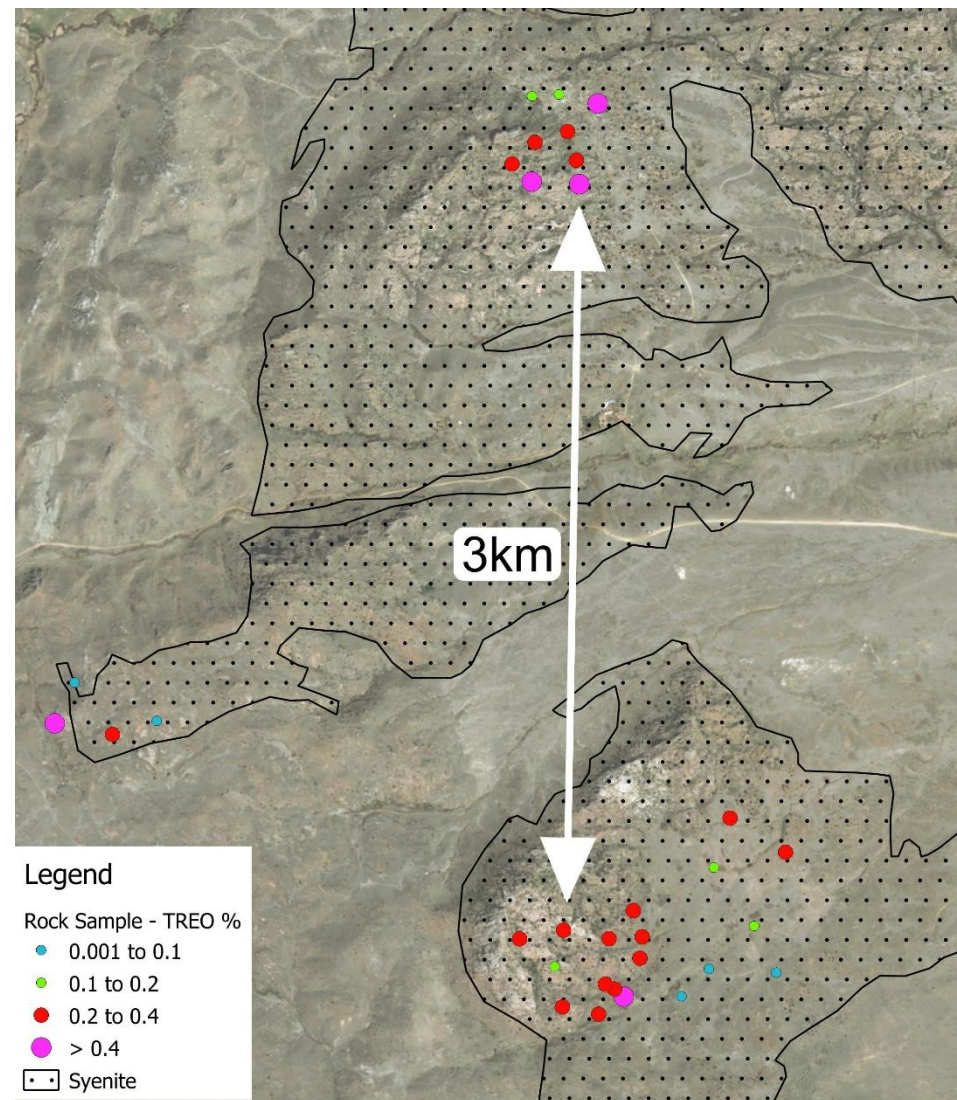 3km
Legend
Rock Sample - TREO %
0.001 to 0.1
0.1 to 0.2
0.2 to 0.4
> 0.4
Syenite